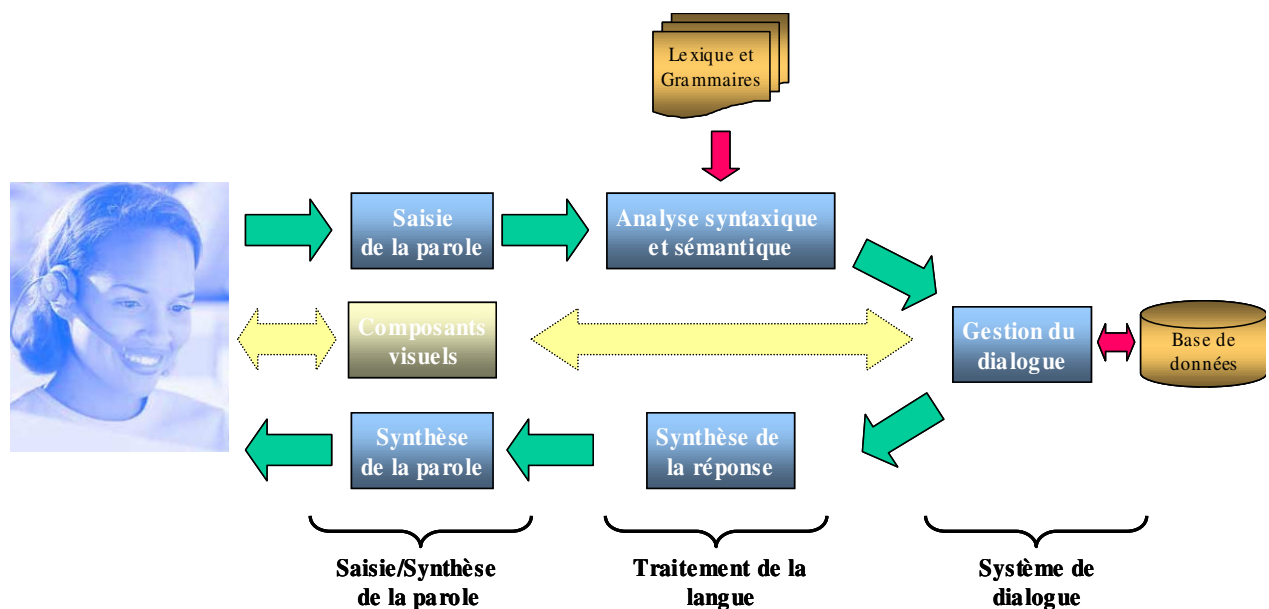 Lexique et
Grammaires
Saisie
de la parole
Analyse syntaxique
et sémantique
Composants
visuels
Gestion du
dialogue
Base de
données
Synthèse
de la parole
Synthèse de
la réponse
Saisie/Synthèse
de la parole
Traitement de la
langue
Système de
dialogue